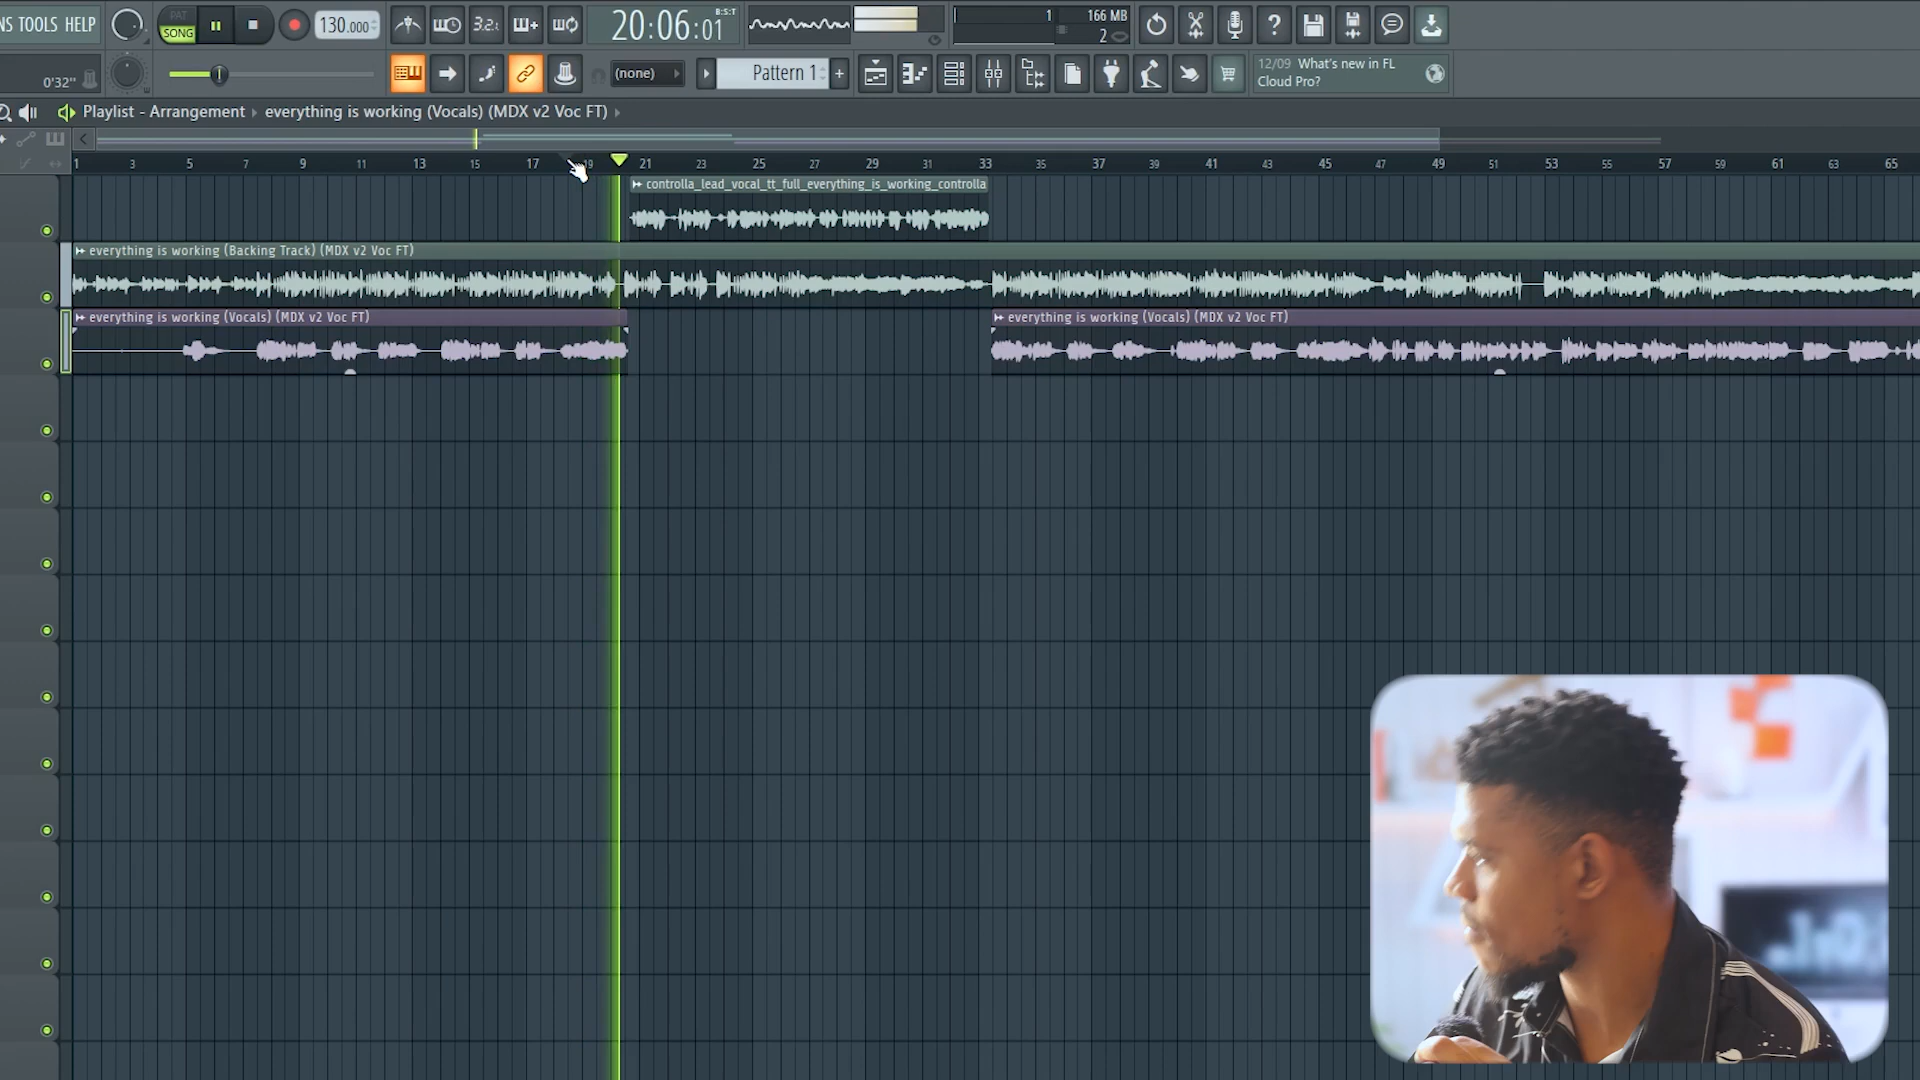 NS TOOLS HELP
PAT
SONG
130.000
3.2.
20:06:01
B:S:T
1
166 MB
2
0'32"
(none)
Pattern 1
+
12/09 What's new in FL
Cloud Pro?
Playlist - Arrangement ▸ everything is working (Vocals) (MDX v2 Voc FT) ▸
1 3 5 7 9 11 13 15 17 19 21 23 25 27 29 31 33 35 37 39 41 43 45 47 49 51 53 55 57 59 61 63 65
controlla_lead_vocal_tt_full_everything_is_working_controlla
everything is working (Backing Track) (MDX v2 Voc FT)
everything is working (Vocals) (MDX v2 Voc FT)
everything is working (Vocals) (MDX v2 Voc FT)